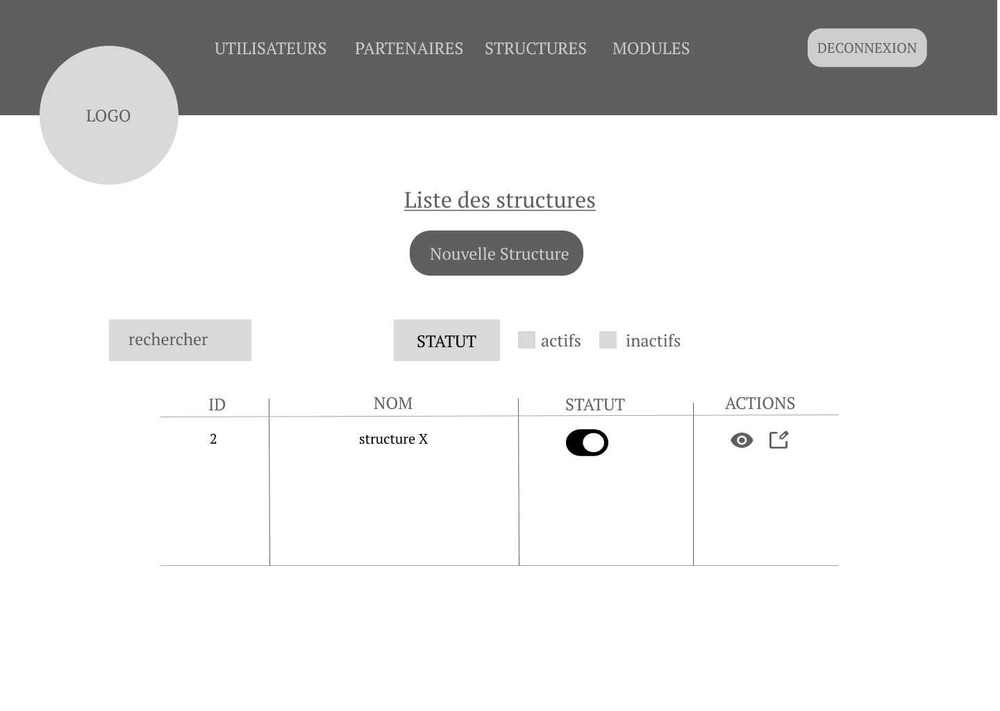 UTILISATEURS PARTENAIRES STRUCTURES MODULES DECONNEXION
LOGO
Liste des structures
Nouvelle Structure
rechercher STATUT actifs inactifs
ID NOM STATUT ACTIONS
2 structure X